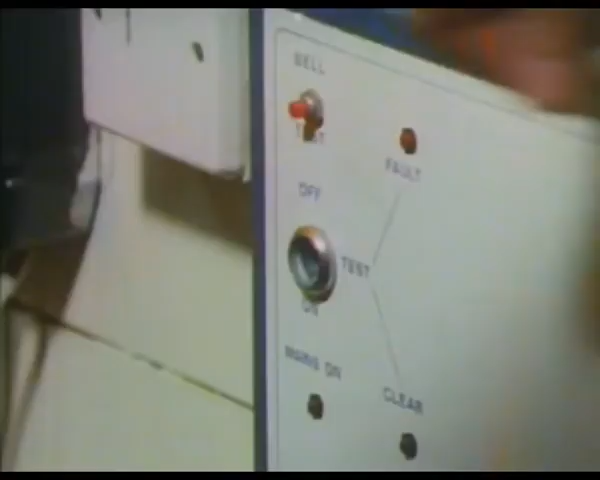 BELL
TEST
FAULT
OFF
TEST
ON
MAINS ON
CLEAR